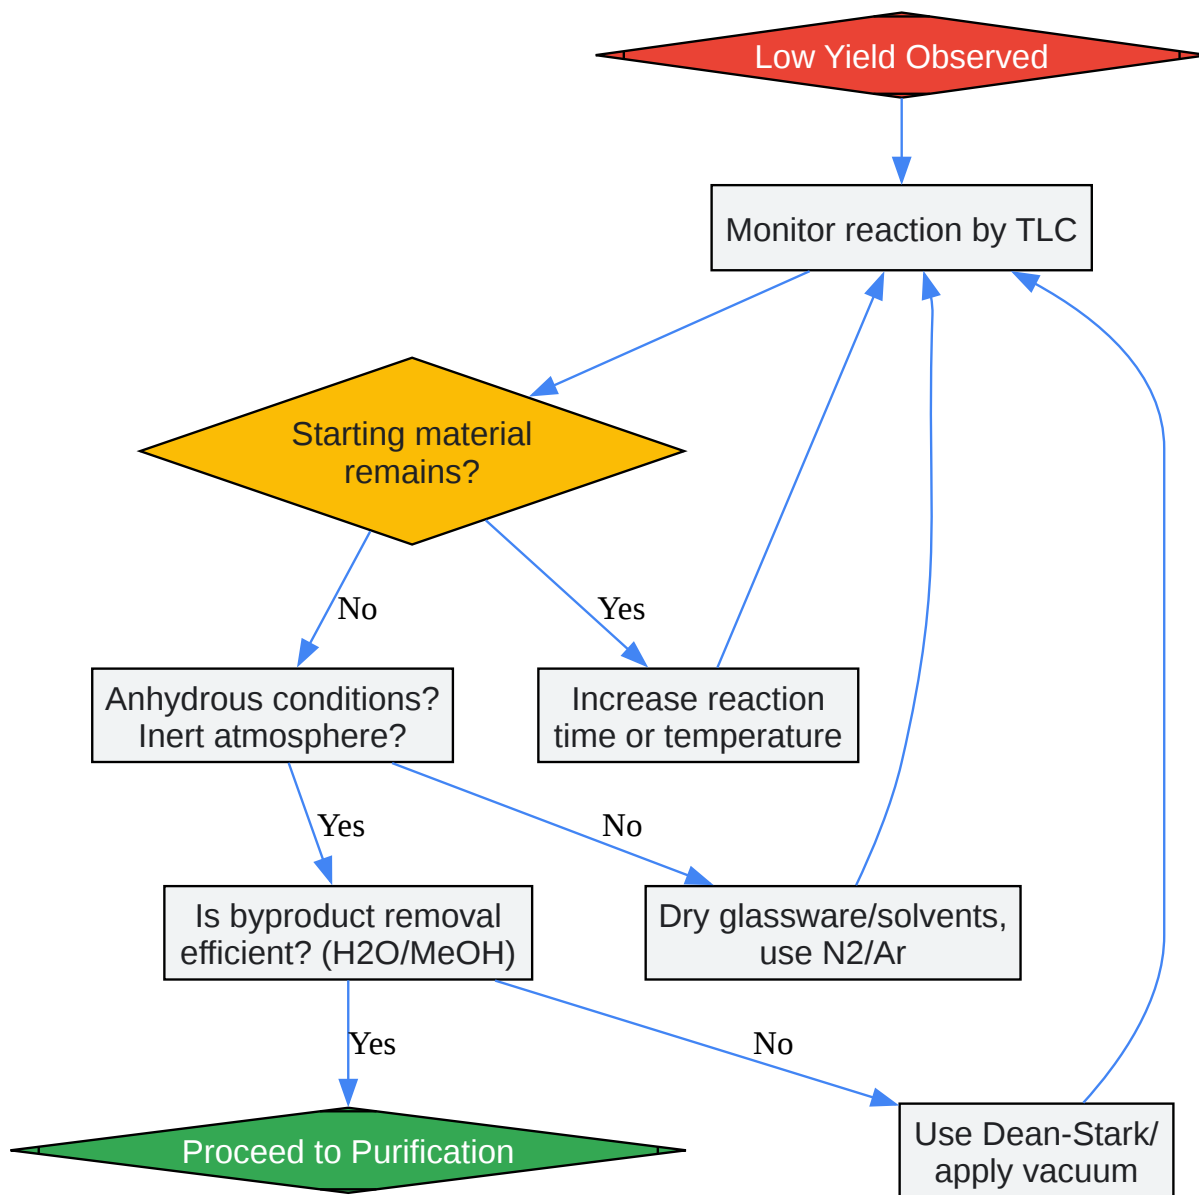 Low Yield Observed
Monitor reaction by TLC
Starting material
remains?
No
Yes
Anhydrous conditions?
Inert atmosphere?
Increase reaction
time or temperature
Yes
No
Is byproduct removal
efficient? (H2O/MeOH)
Dry glassware/solvents,
use N2/Ar
Yes
No
Proceed to Purification
Use Dean-Stark/
apply vacuum